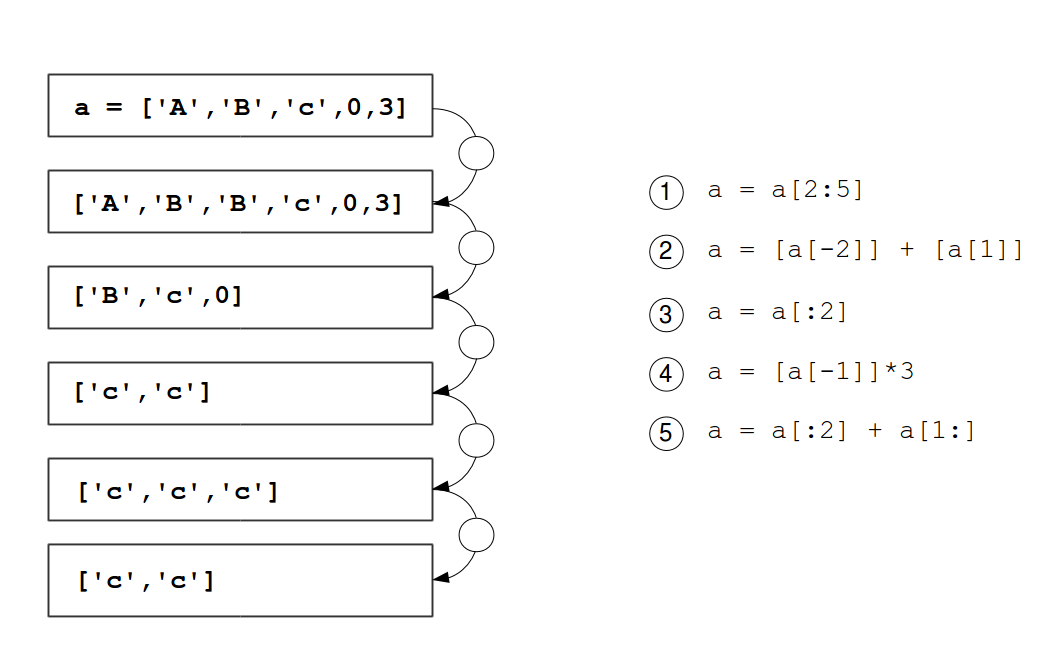 a = ['A','B','c',0,3]
['A','B','B','c',0,3]
['B','c',0]
['c','c']
['c','c','c']
['c','c']
1 a = a[2:5]
2 a = [a[-2]] + [a[1]]
3 a = a[:2]
4 a = [a[-1]]*3
5 a = a[:2] + a[1:]